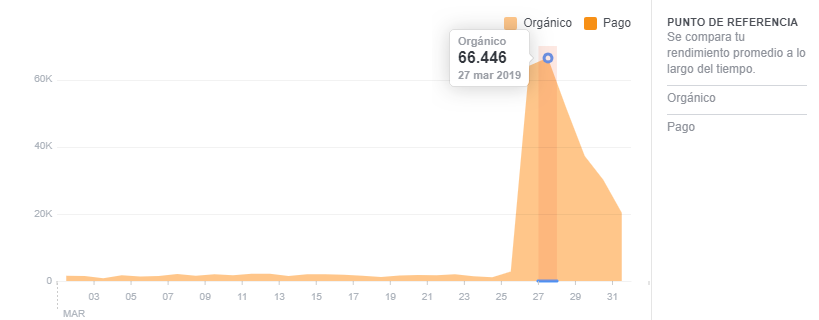 Orgánico
Pago
Orgánico
66.446
27 mar 2019
60K
40K
20K
0
03
05
07
09
11
13
15
17
19
21
23
25
27
29
31
MAR
PUNTO DE REFERENCIA
Se compara tu
rendimiento promedio a lo
largo del tiempo.
Orgánico
Pago